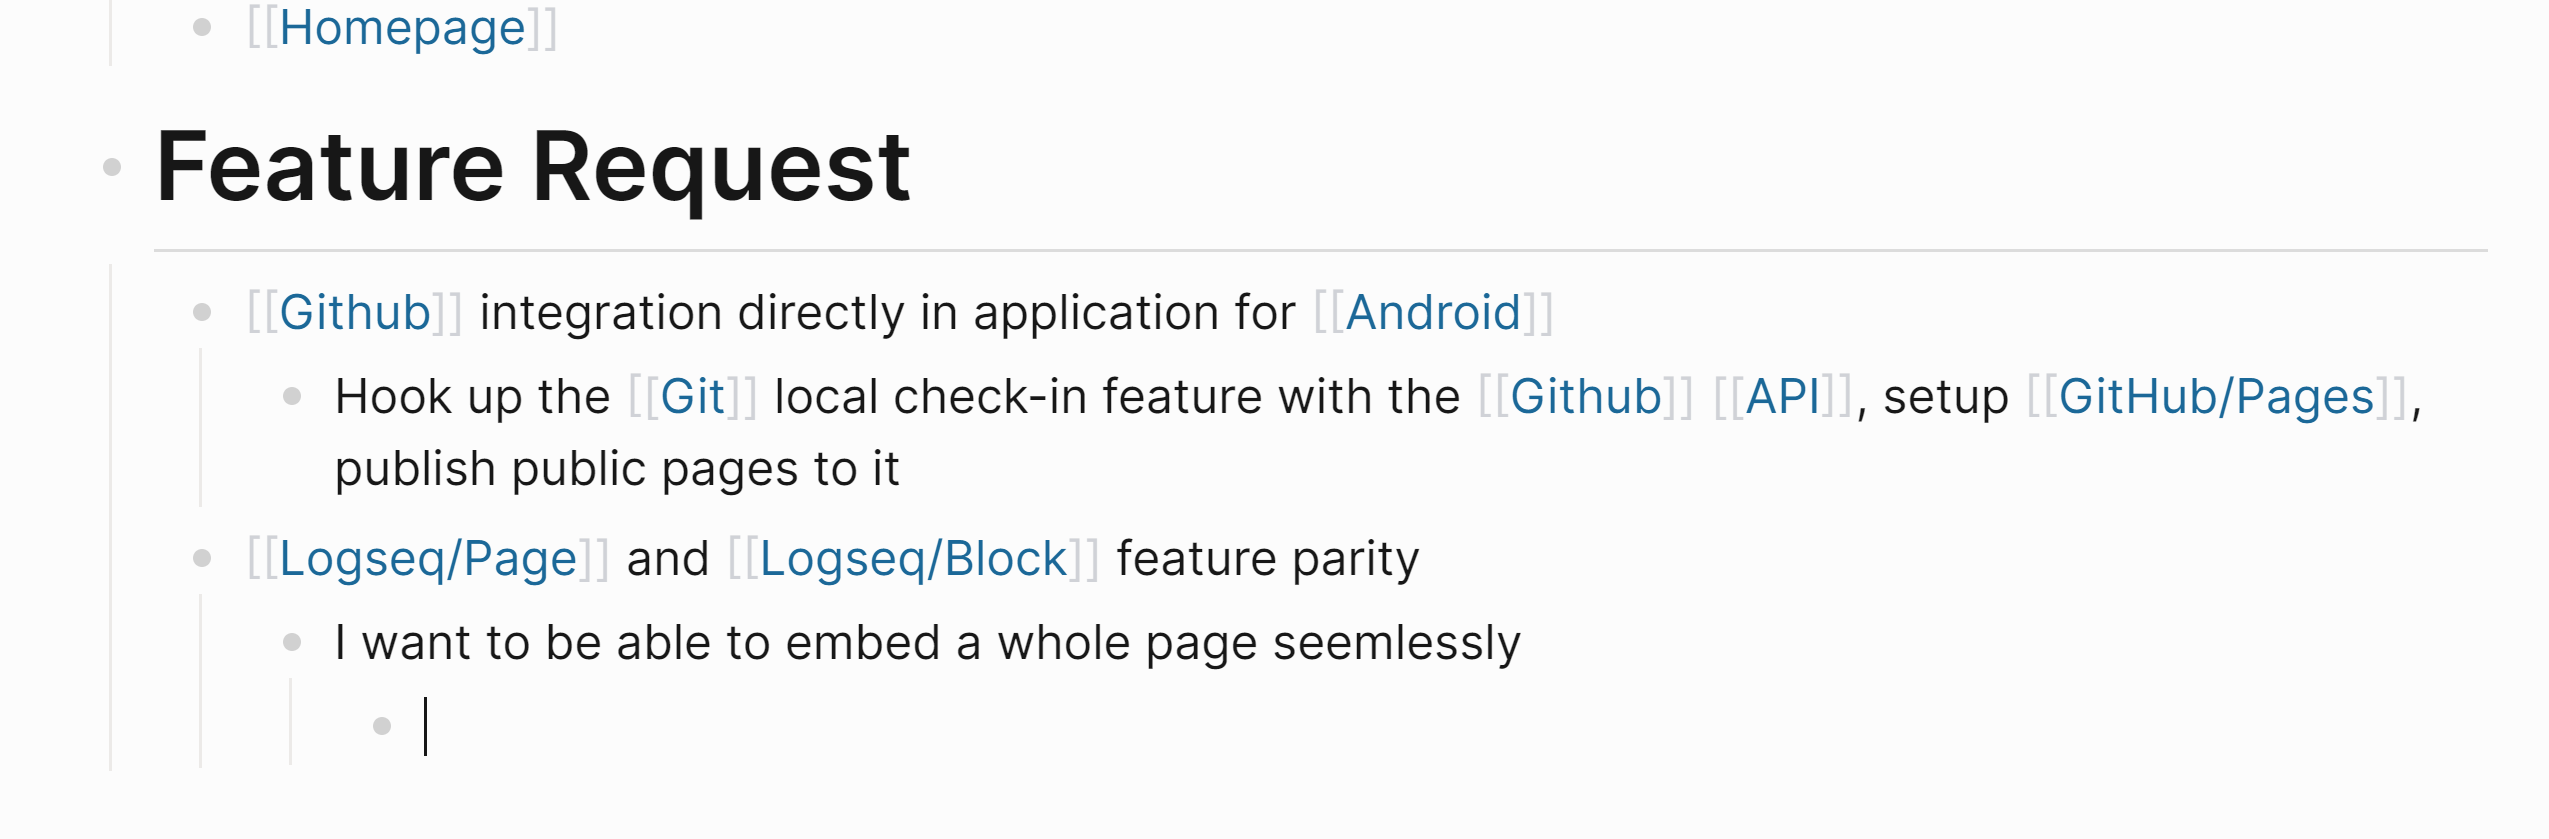 [[Homepage]]
Feature Request
[[Github]] integration directly in application for [[Android]]
Hook up the [[Git]] local check-in feature with the [[Github]] [[API]], setup [[GitHub/Pages]],
publish public pages to it
[[Logseq/Page]] and [[Logseq/Block]] feature parity
I want to be able to embed a whole page seemlessly